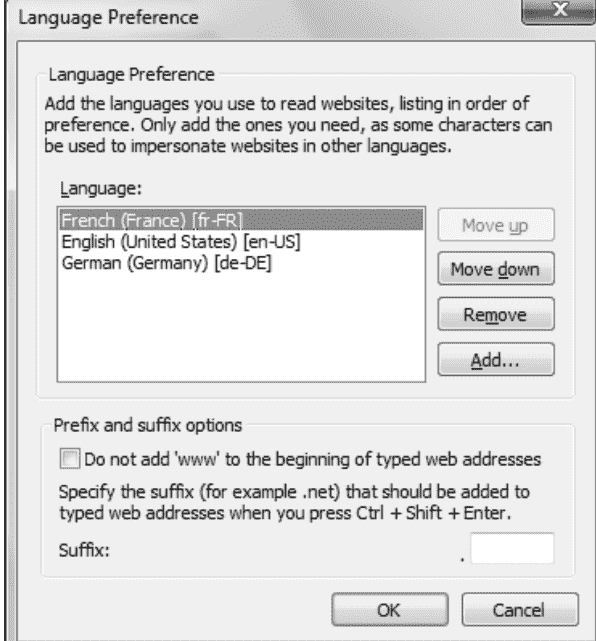 Language Preference
X
Language Preference
Add the languages you use to read websites, listing in order of
preference. Only add the ones you need, as some characters can
be used to impersonate websites in other languages.
Language:
French (France) [fr-FR]
English (United States) [en-US]
German (Germany) [de-DE]
Move up
Move down
Remove
Add...
Prefix and suffix options
Do not add 'www' to the beginning of typed web addresses
Specify the suffix (for example .net) that should be added to
typed web addresses when you press Ctrl + Shift + Enter.
Suffix: .
OK Cancel